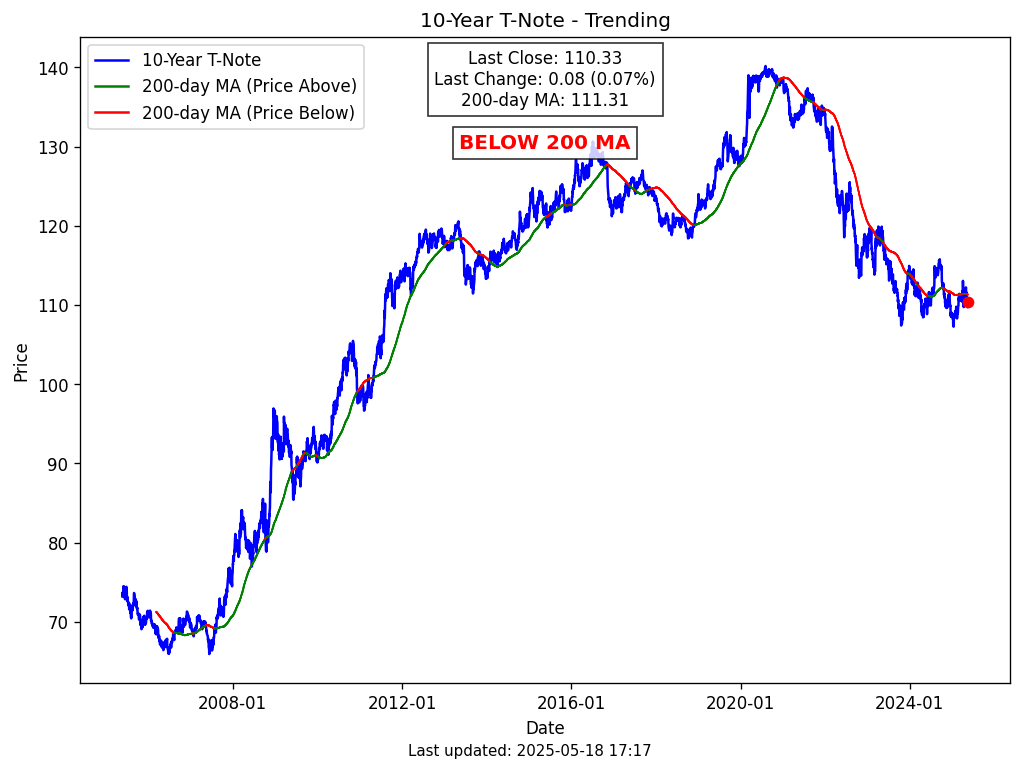 10-Year T-Note - Trending
10-Year T-Note
200-day MA (Price Above)
200-day MA (Price Below)
Last Close: 110.33
Last Change: 0.08 (0.07%)
200-day MA: 111.31
BELOW 200 MA
Price
140
130
120
110
100
90
80
70
2008-01
2012-01
2016-01
2020-01
2024-01
Date
Last updated: 2025-05-18 17:17